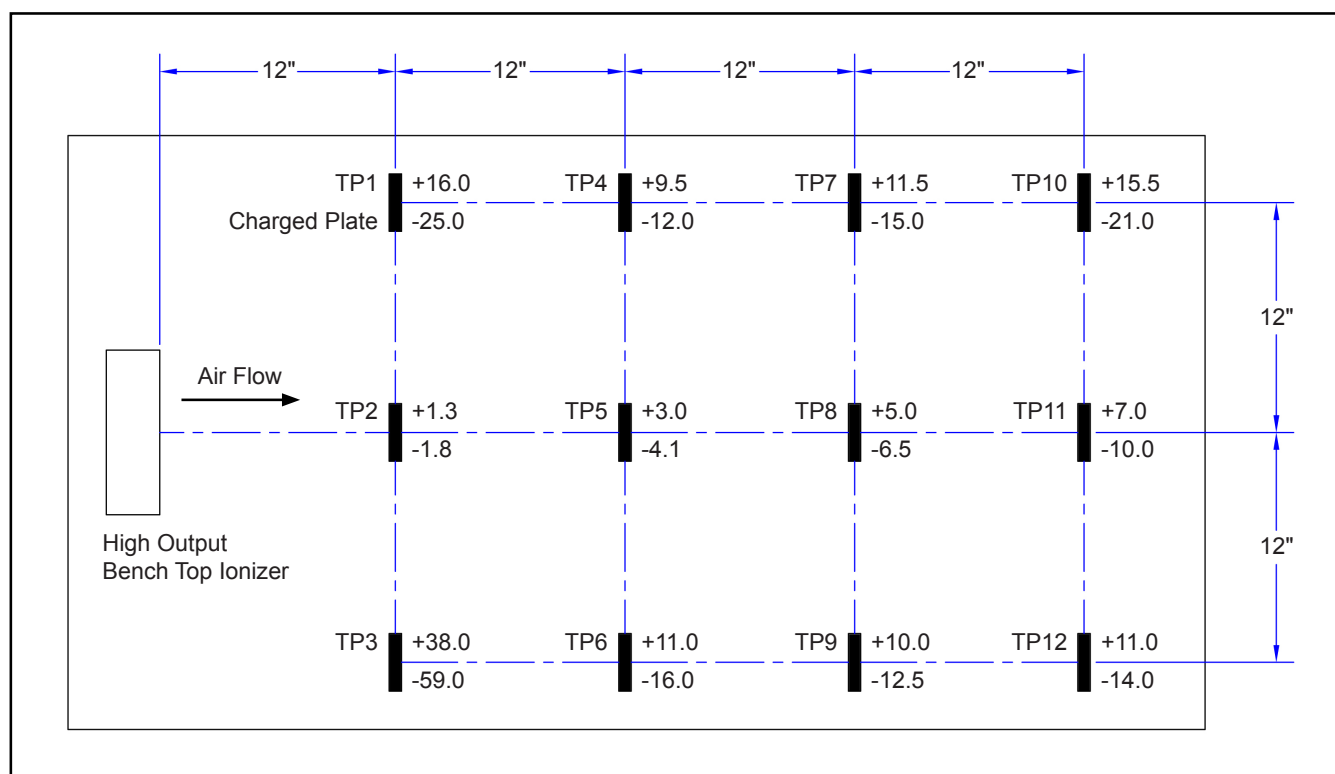 12" 12" 12" 12"
TP1 +16.0 TP4 +9.5 TP7 +11.5 TP10 +15.5
Charged Plate -25.0 -12.0 -15.0 -21.0
12"
Air Flow
TP2 +1.3 TP5 +3.0 TP8 +5.0 TP11 +7.0
-1.8 -4.1 -6.5 -10.0
High Output
Bench Top Ionizer
12"
TP3 +38.0 TP6 +11.0 TP9 +10.0 TP12 +11.0
-59.0 -16.0 -12.5 -14.0